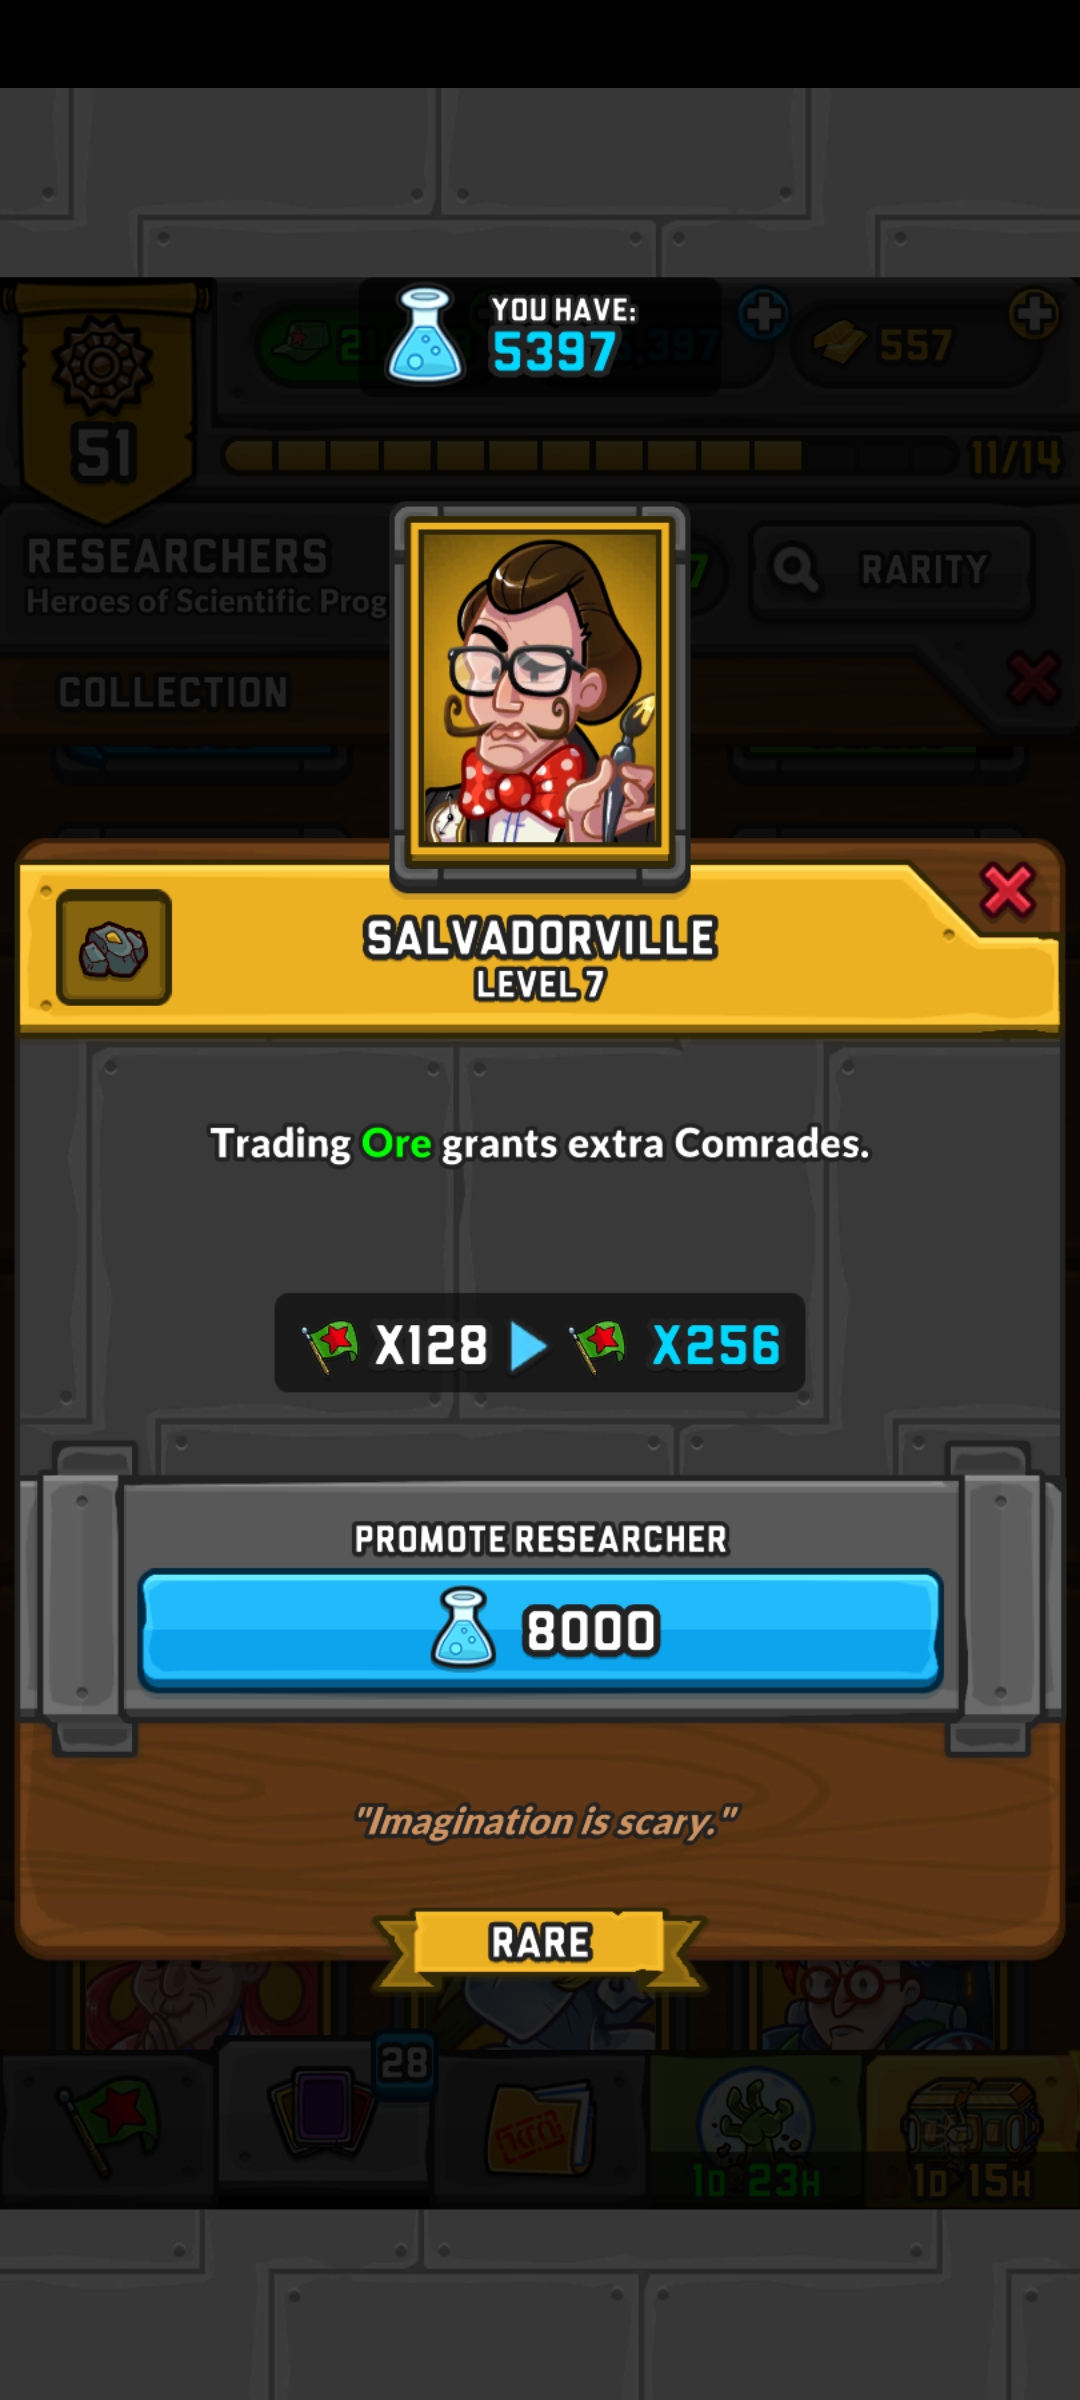 YOU HAVE:
5397
557
51
11/14
RESEARCHERS
Heroes of Scientific Prog
7
RARITY
COLLECTION
SALVADORVILLE
LEVEL 7
Trading Ore grants extra Comrades.
X128
X256
PROMOTE RESEARCHER
8000
"Imagination is scary."
RARE
28
1D 23H
1D 15H